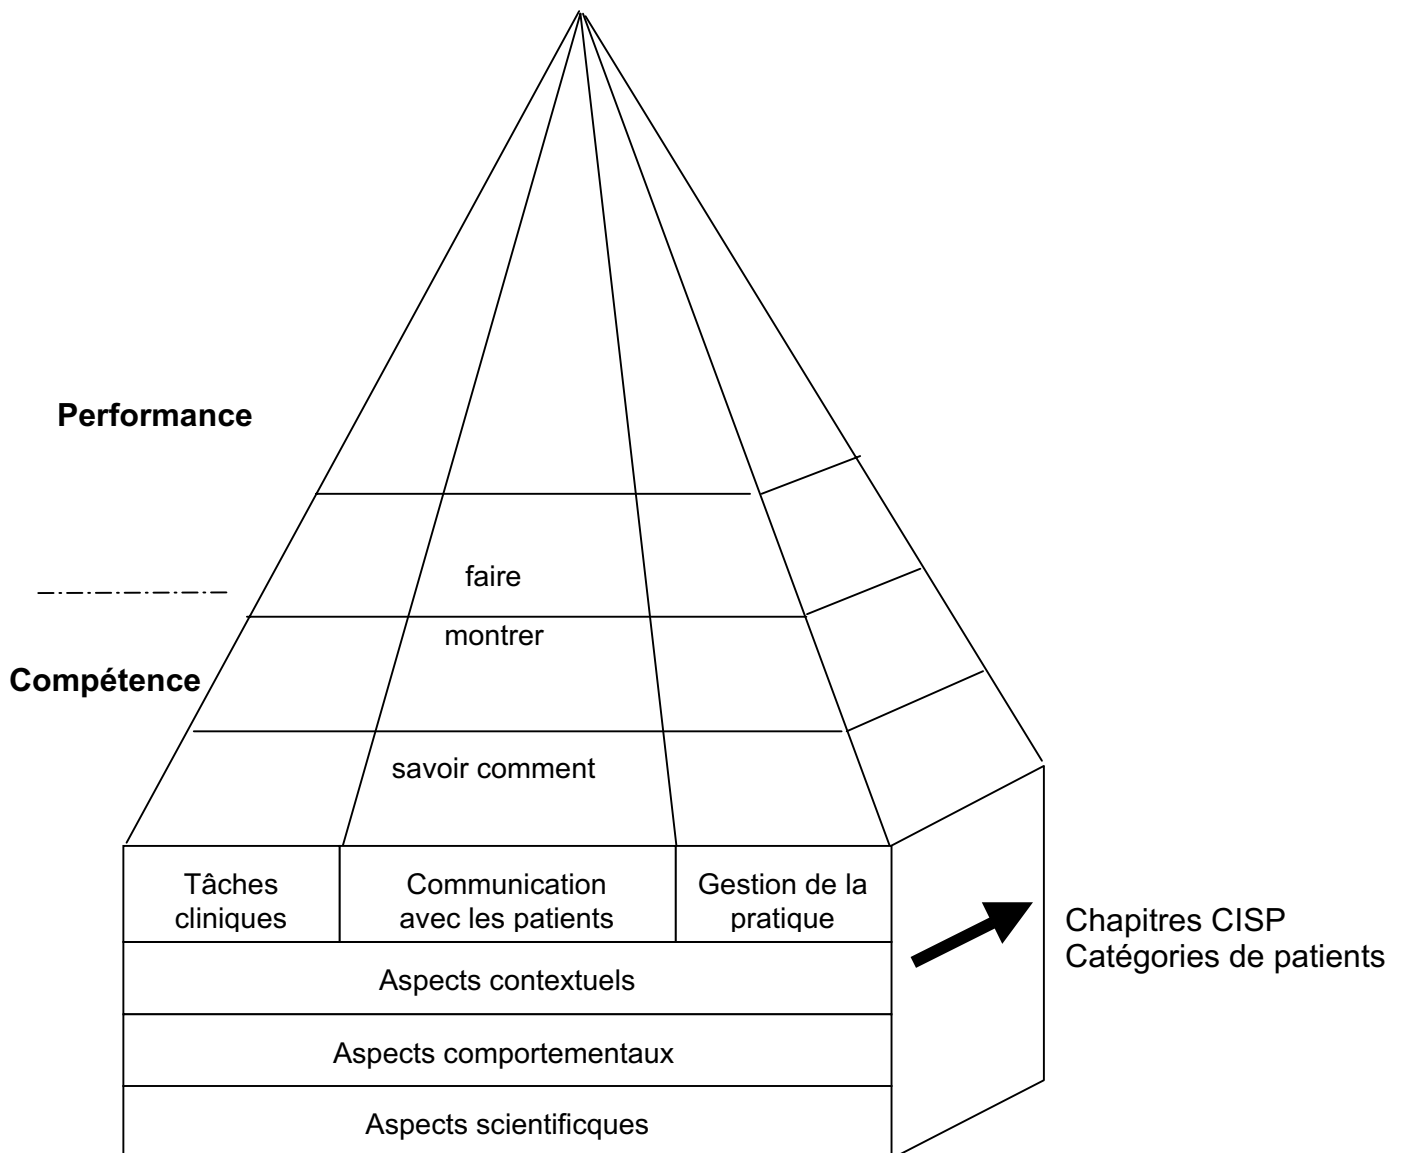 Performance
faire
montrer
Compétence
savoir comment
Tâches
cliniques
Communication
avec les patients
Gestion de la
pratique
Chapitres CISP
Catégories de patients
Aspects contextuels
Aspects comportementaux
Aspects scientificques